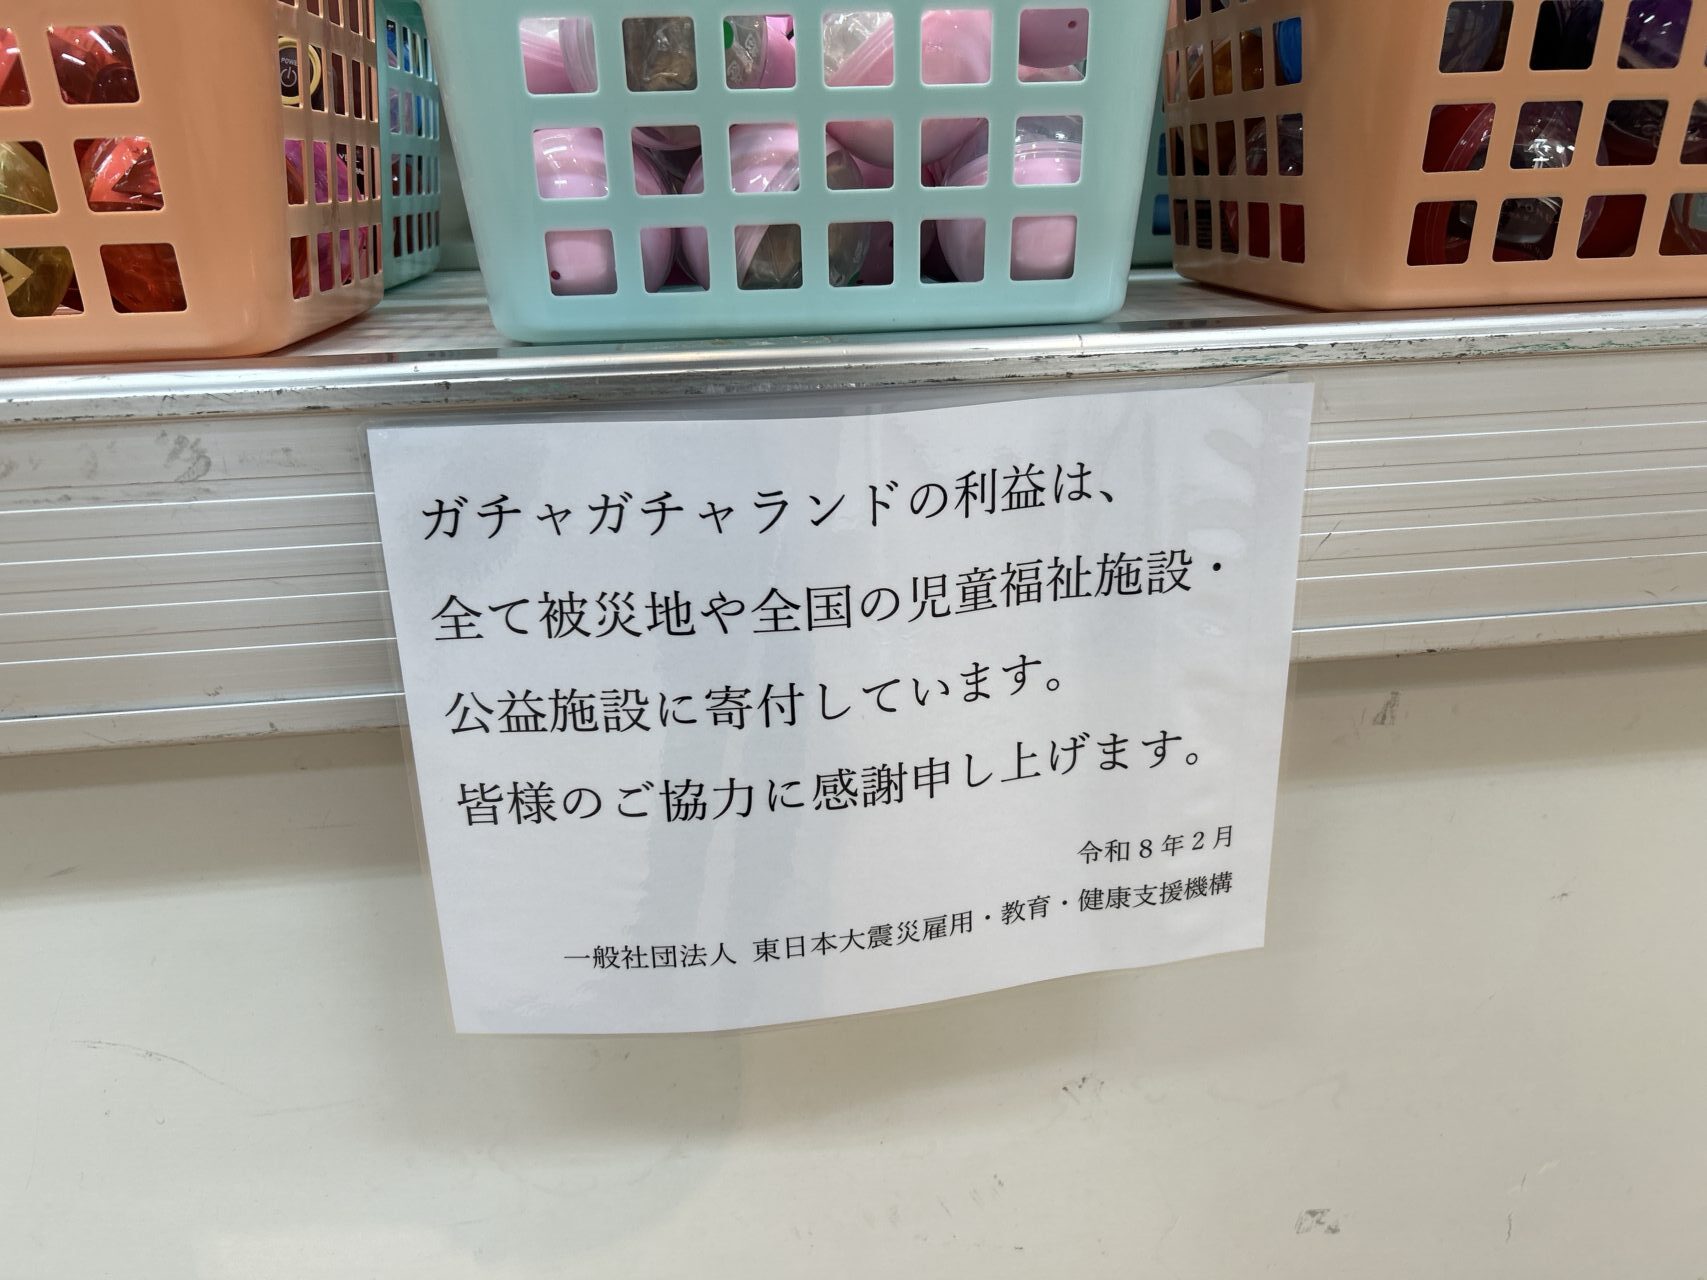 ガチャガチャランドの利益は、
全て被災地や全国の児童福祉施設・
公益施設に寄付しています。
皆様のご協力に感謝申し上げます。
令和8年2月
一般社団法人 東日本大震災雇用・教育・健康支援機構